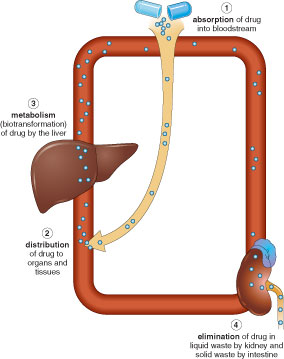 1
absorption of drug
into bloodstream
3
metabolism
(biotransformation)
of drug by the liver
2
distribution
of drug to
organs and
tissues
4
elimination of drug in
liquid waste by kidney and
solid waste by intestine